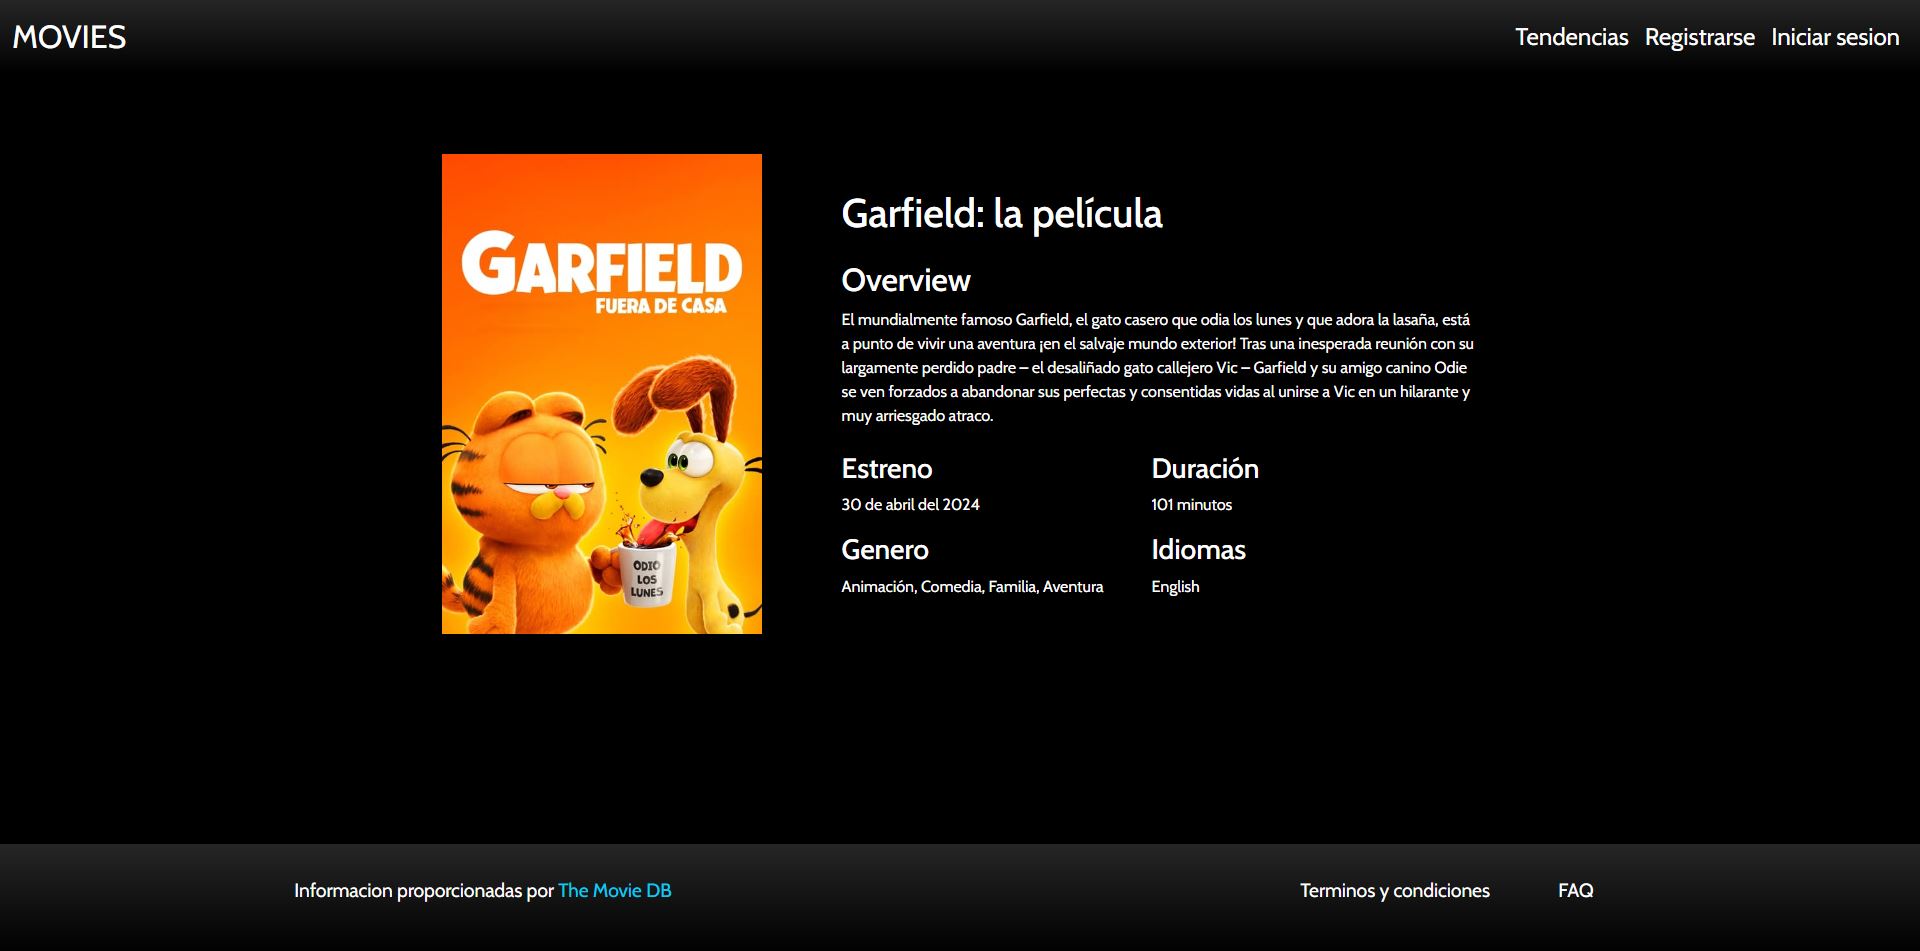 MOVIES
Tendencias Registrarse Iniciar sesion
GARFIELD
FUERA DE CASA
ODIO
LOS
LUNES
Garfield: la película
Overview
El mundialmente famoso Garfield, el gato casero que odia los lunes y que adora la lasaña, está
a punto de vivir una aventura ¡en el salvaje mundo exterior! Tras una inesperada reunión con su
largamente perdido padre – el desaliñado gato callejero Vic – Garfield y su amigo canino Odie
se ven forzados a abandonar sus perfectas y consentidas vidas al unirse a Vic en un hilarante y
muy arriesgado atraco.
Estreno
30 de abril del 2024
Duración
101 minutos
Genero
Animación, Comedia, Familia, Aventura
Idiomas
English
Informacion proporcionadas por The Movie DB
Terminos y condiciones
FAQ